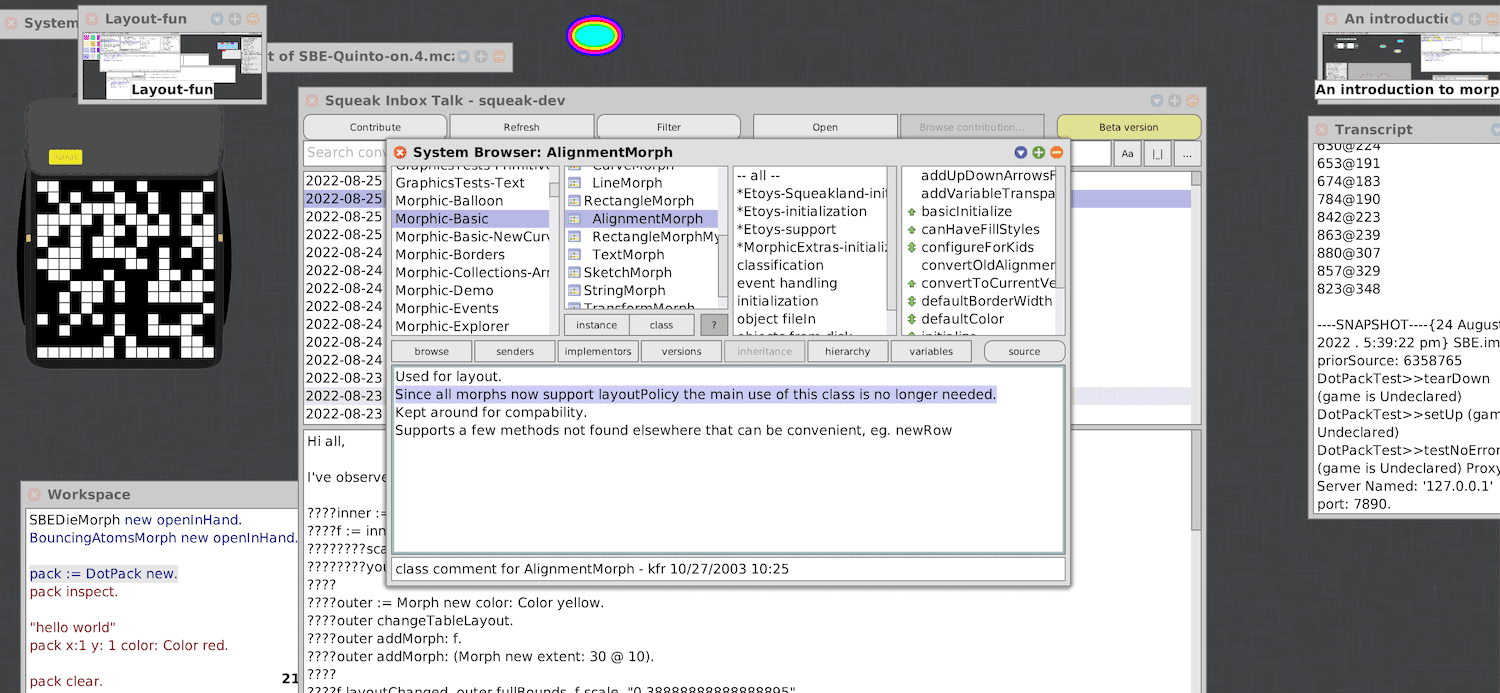 System
Layout-fun
Layout-fun
t of SBE-Quinto-on.4.mcz
An introductio
An introduction to morp
Squeak Inbox Talk - squeak-dev
Contribute
Refresh
Filter
Open
Browse contribution...
Beta version
Search conv
Aa
|_|
...
2022-08-25
2022-08-25
2022-08-25
2022-08-25
2022-08-24
2022-08-24
2022-08-24
2022-08-24
2022-08-24
2022-08-24
2022-08-24
2022-08-23
2022-08-23
2022-08-23
System Browser: AlignmentMorph
GraphicsTests-Primitive
GraphicsTests-Text
Morphic-Balloon
Morphic-Basic
Morphic-Basic-NewCurv
Morphic-Borders
Morphic-Collections-Arr
Morphic-Demo
Morphic-Events
Morphic-Explorer
CurveMorph
LineMorph
RectangleMorph
AlignmentMorph
RectangleMorphMy
TextMorph
SketchMorph
StringMorph
TransformMorph
instance
class
?
-- all --
*Etoys-Squeakland-init
*Etoys-initialization
*Etoys-support
*MorphicExtras-initializ
classification
event handling
initialization
object fileIn
objects from disk
addUpDownArrowsF
addVariableTranspa
basicInitialize
canHaveFillStyles
configureForKids
convertOldAlignmer
convertToCurrentVe
defaultBorderWidth
defaultColor
initialize
browse
senders
implementors
versions
inheritance
hierarchy
variables
source
Used for layout.
Since all morphs now support layoutPolicy the main use of this class is no longer needed.
Kept around for compability.
Supports a few methods not found elsewhere that can be convenient, eg. newRow
class comment for AlignmentMorph - kfr 10/27/2003 10:25
Hi all,
I've observe
????inner :=
????f := inn
????????sca
????????you
????
????outer := Morph new color: Color yellow.
????outer changeTableLayout.
????outer addMorph: f.
????outer addMorph: (Morph new extent: 30 @ 10).
????
????f layoutChanged. outer fullBounds. f scale. "0.38888888888888895"
Workspace
SBEDieMorph new openInHand.
BouncingAtomsMorph new openInHand.
pack := DotPack new.
pack inspect.
"hello world"
pack x:1 y: 1 color: Color red.
pack clear.
21
Transcript
630@224
653@191
674@183
784@190
842@223
863@239
880@307
857@329
823@348
----SNAPSHOT----{24 August
2022 . 5:39:22 pm} SBE.im
priorSource: 6358765
DotPackTest>>tearDown
(game is Undeclared)
DotPackTest>>setUp (gam
Undeclared)
DotPackTest>>testNoError
(game is Undeclared) Proxy
Server Named: '127.0.0.1'
port: 7890.